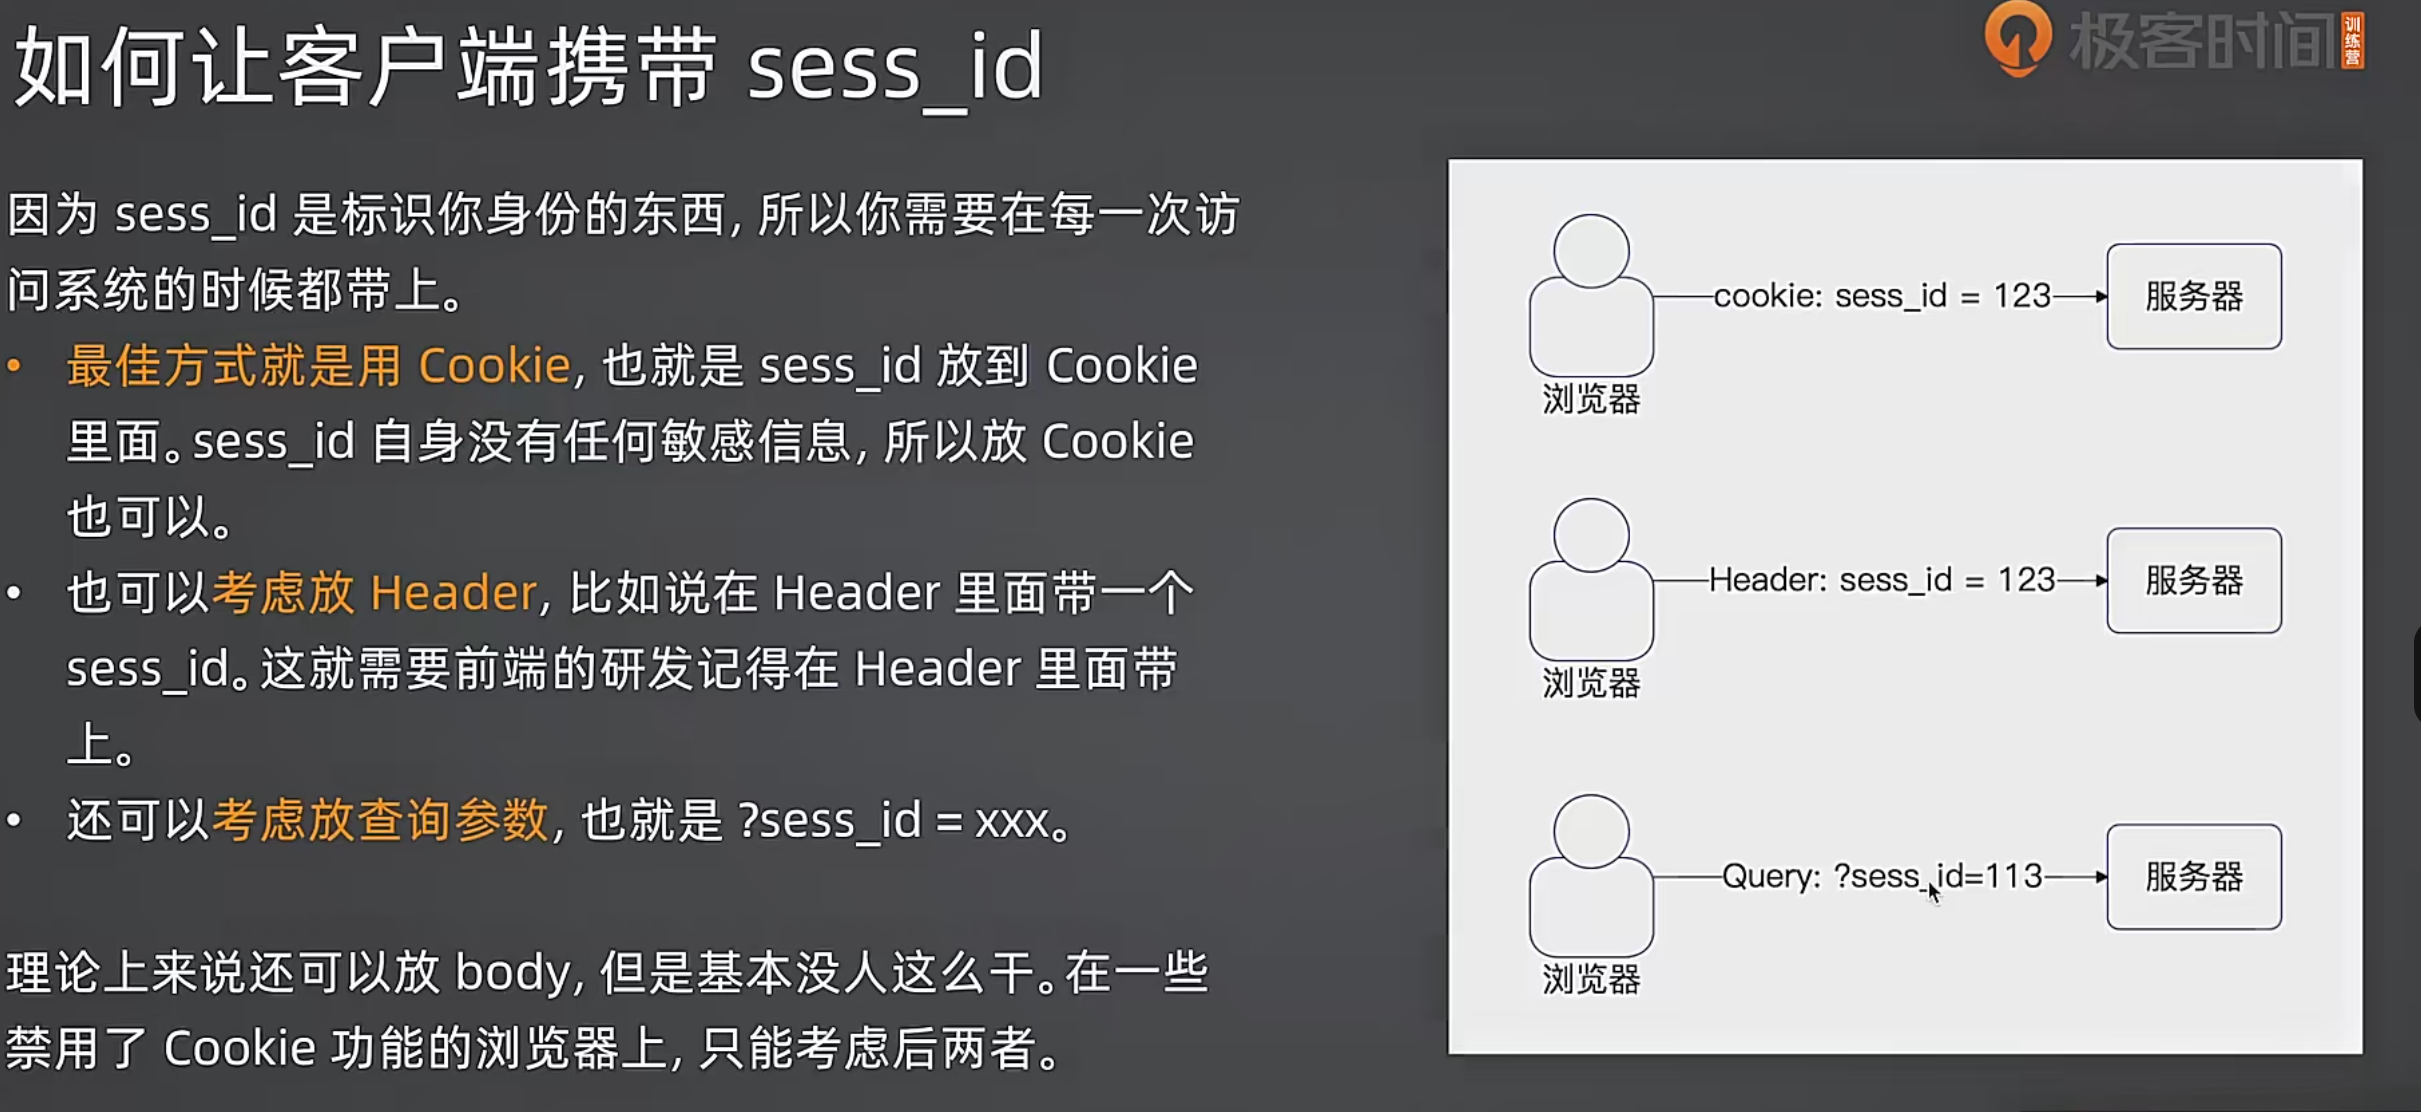 如何让客户端携带 sess_id
极客时间
训练营
因为 sess_id 是标识你身份的东西，所以你需要在每一次访
问系统的时候都带上。
• 最佳方式就是用 Cookie，也就是 sess_id 放到 Cookie
里面。sess_id 自身没有任何敏感信息，所以放 Cookie
也可以。
• 也可以考虑放 Header，比如说在 Header 里面带一个
sess_id。这就需要前端的研发记得在 Header 里面带
上。
• 还可以考虑放查询参数，也就是 ?sess_id = xxx。
理论上来说还可以放 body，但是基本没人这么干。在一些
禁用了 Cookie 功能的浏览器上，只能考虑后两者。
cookie: sess_id = 123
服务器
浏览器
Header: sess_id = 123
服务器
浏览器
Query: ?sess_id=113
服务器
浏览器